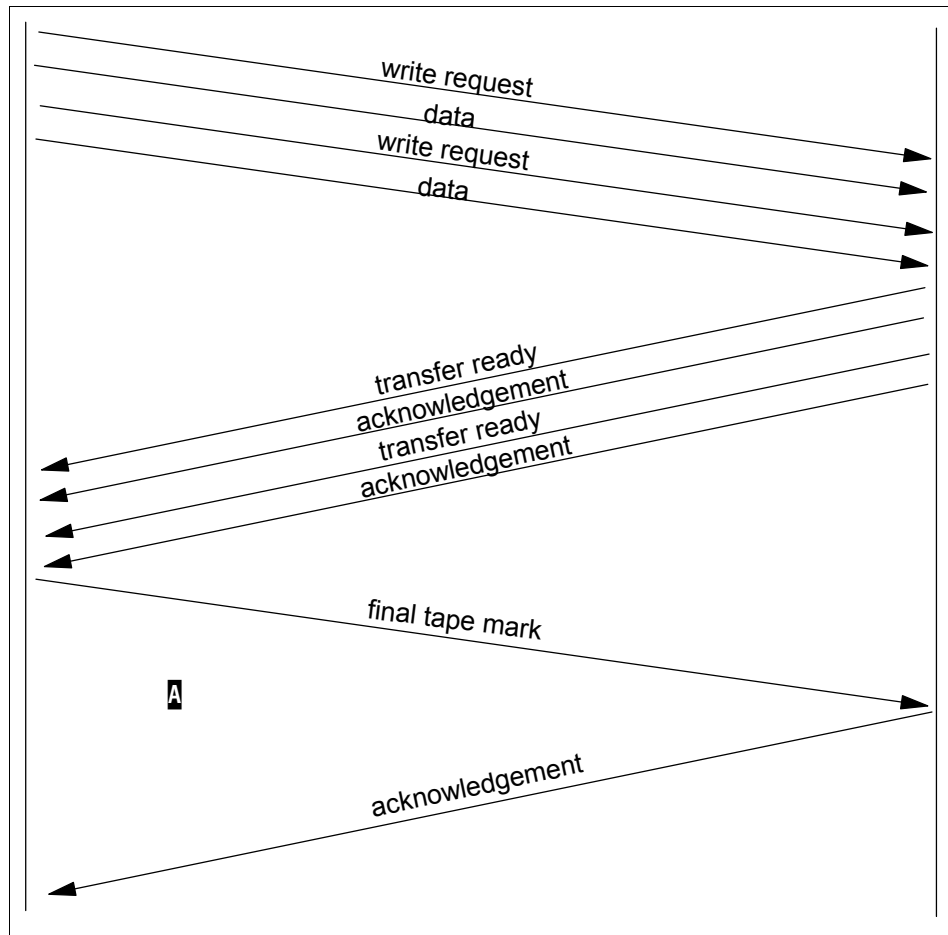 write request
data
write request
data
transfer ready
acknowledgement
transfer ready
acknowledgement
final tape mark
A
acknowledgement